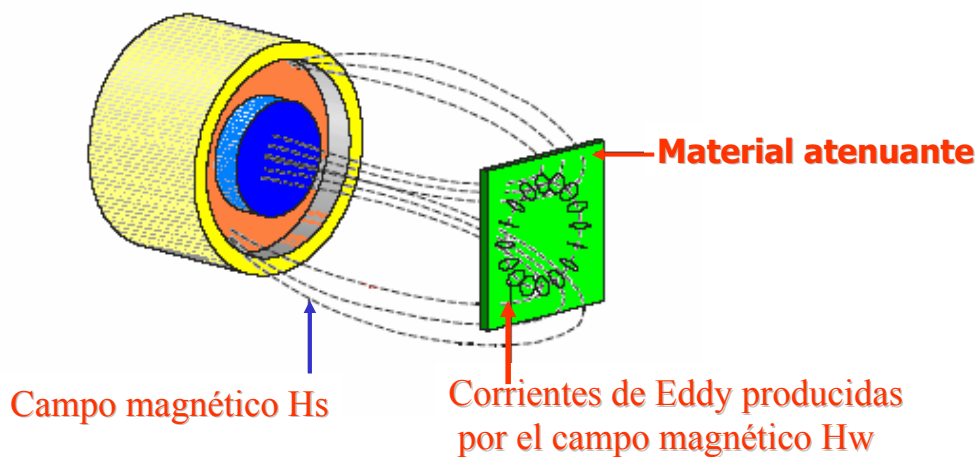 Material atenuante
Campo magnético Hs
Corrientes de Eddy producidas
por el campo magnético Hw